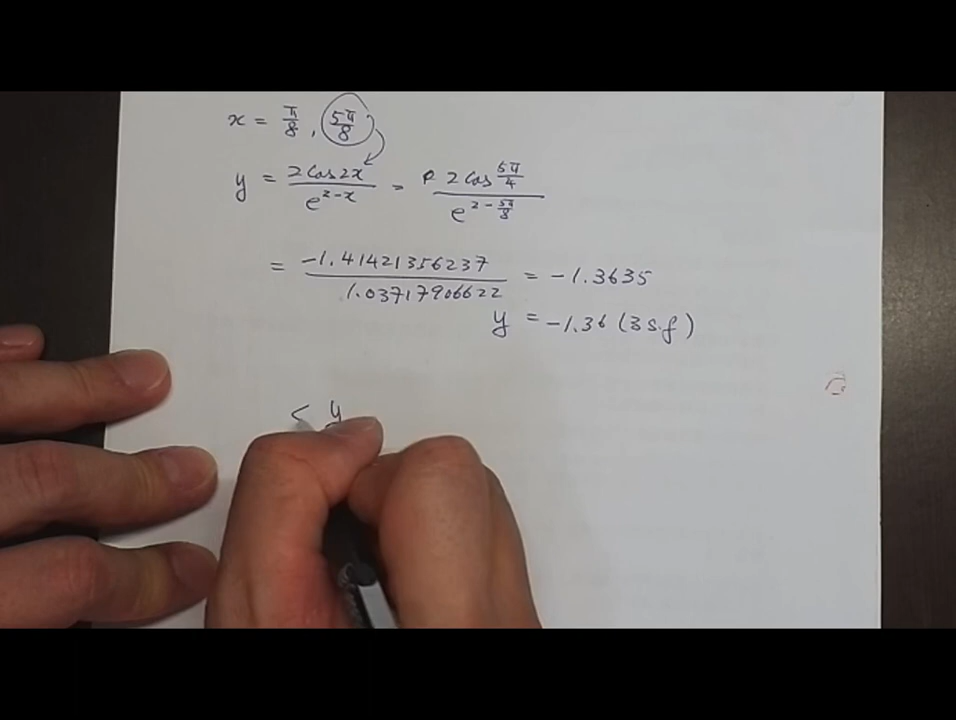 x = π/8, 5π/8
y = 2cos2x / e^(2-x) = 2cos 5π/4 / e^(2-5π/8)
= -1.41421356237 / 1.03717906622 = -1.3635
y = -1.36 (3 s.f)
< y